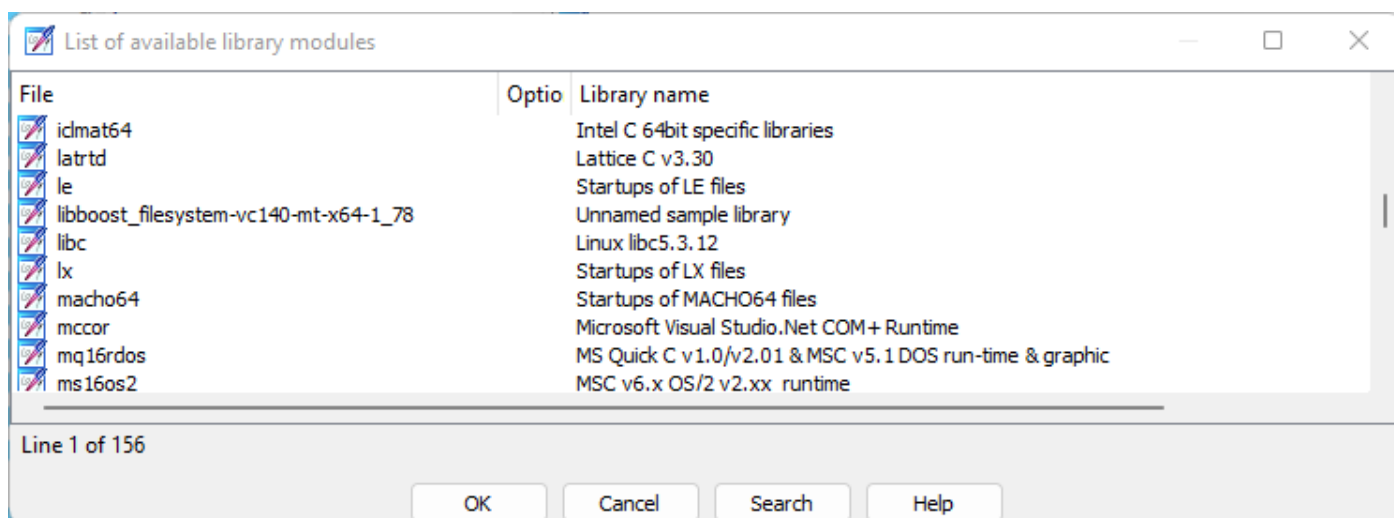 List of available library modules
File Optio Library name
iclmat64 Intel C 64bit specific libraries
latrtd Lattice C v3.30
le Startups of LE files
libboost_filesystem-vc140-mt-x64-1_78 Unnamed sample library
libc Linux libc5.3.12
lx Startups of LX files
macho64 Startups of MACHO64 files
mccor Microsoft Visual Studio.Net COM+ Runtime
mq16rdos MS Quick C v1.0/v2.01 & MSC v5.1 DOS run-time & graphic
ms16os2 MSC v6.x OS/2 v2.xx runtime
Line 1 of 156
OK Cancel Search Help